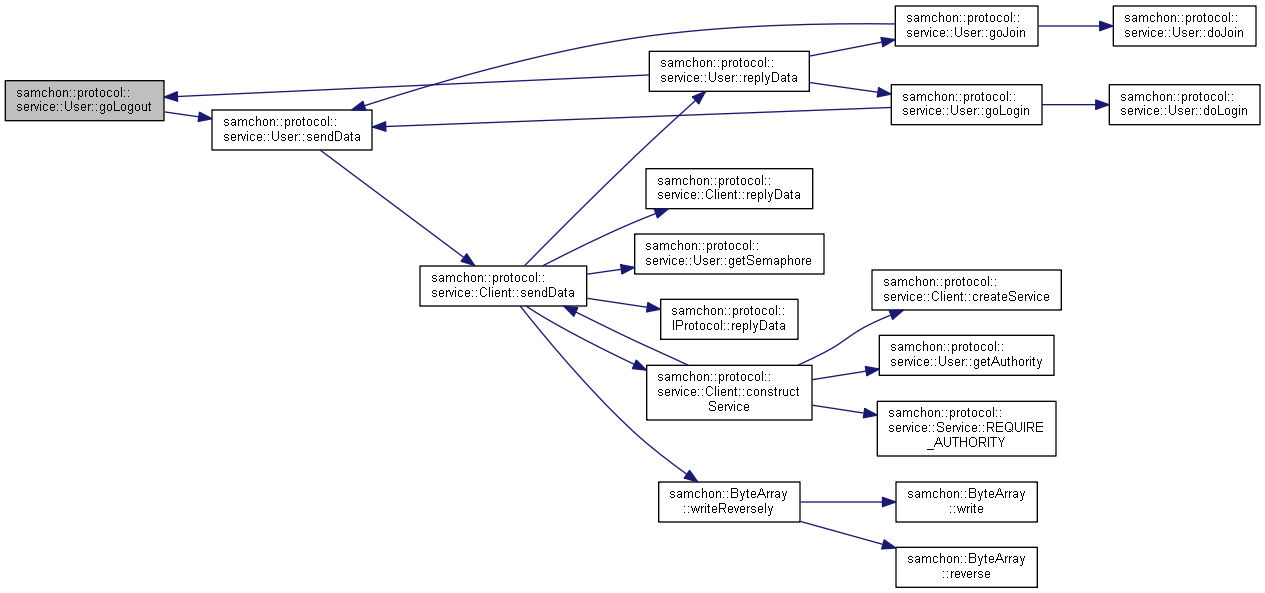 samchon::protocol::
service::User::goLogout
samchon::protocol::
service::User::sendData
samchon::protocol::
service::Client::sendData
samchon::protocol::
service::User::replyData
samchon::protocol::
service::User::goJoin
samchon::protocol::
service::User::doJoin
samchon::protocol::
service::User::goLogin
samchon::protocol::
service::User::doLogin
samchon::protocol::
service::Client::replyData
samchon::protocol::
service::User::getSemaphore
samchon::protocol::
IProtocol::replyData
samchon::protocol::
service::Client::construct
Service
samchon::protocol::
service::Client::createService
samchon::protocol::
service::User::getAuthority
samchon::protocol::
service::Service::REQUIRE
_AUTHORITY
samchon::ByteArray
::writeReversely
samchon::ByteArray
::write
samchon::ByteArray
::reverse